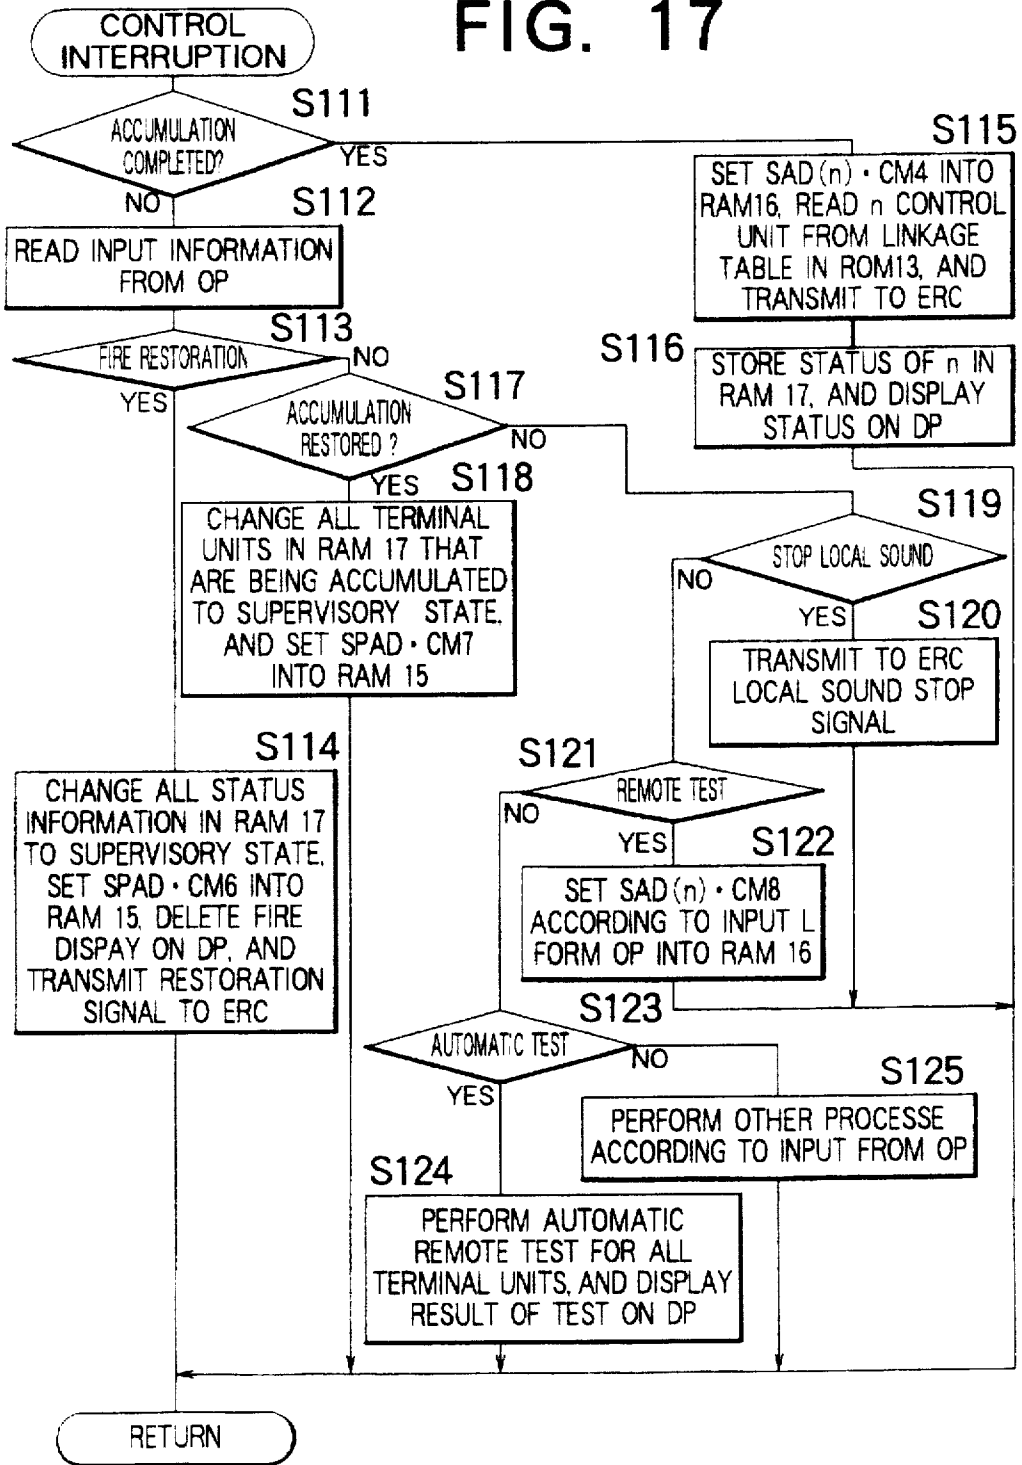 FIG. 17
CONTROL
INTERRUPTION
S111
ACCUMULATION
COMPLETED?
YES
NO
S112
READ INPUT INFORMATION
FROM OP
S113
FIRE RESTORATION
NO
YES
S114
CHANGE ALL STATUS
INFORMATION IN RAM 17
TO SUPERVISORY STATE,
SET SPAD·CM6 INTO
RAM 15, DELETE FIRE
DISPAY ON DP, AND
TRANSMIT RESTORATION
SIGNAL TO ERC
S115
SET SAD(n)·CM4 INTO
RAM16, READ n CONTROL
UNIT FROM LINKAGE
TABLE IN ROM13, AND
TRANSMIT TO ERC
S116
STORE STATUS OF n IN
RAM 17, AND DISPLAY
STATUS ON DP
S117
ACCUMULATION
RESTORED ?
NO
YES
S118
CHANGE ALL TERMINAL
UNITS IN RAM 17 THAT
ARE BEING ACCUMULATED
TO SUPERVISORY STATE,
AND SET SPAD·CM7
INTO RAM 15
S119
STOP LOCAL SOUND
NO
YES
S120
TRANSMIT TO ERC
LOCAL SOUND STOP
SIGNAL
S121
REMOTE TEST
NO
YES
S122
SET SAD(n)·CM8
ACCORDING TO INPUT L
FORM OP INTO RAM 16
S123
AUTOMATIC TEST
NO
YES
S124
PERFORM AUTOMATIC
REMOTE TEST FOR ALL
TERMINAL UNITS, AND DISPLAY
RESULT OF TEST ON DP
S125
PERFORM OTHER PROCESSE
ACCORDING TO INPUT FROM OP
RETURN